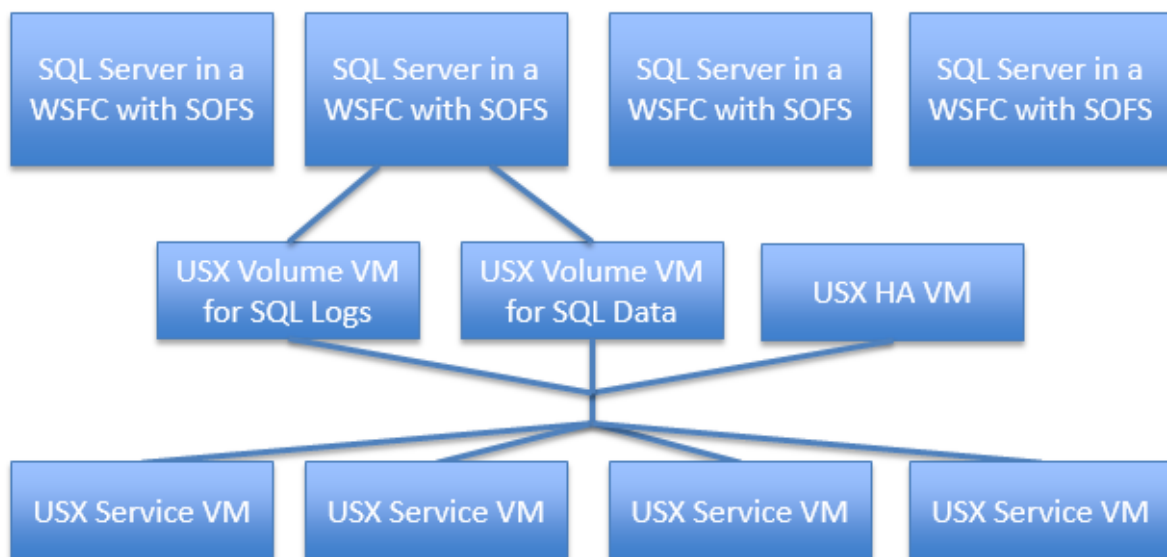 SQL Server in a
WSFC with SOFS
SQL Server in a
WSFC with SOFS
SQL Server in a
WSFC with SOFS
SQL Server in a
WSFC with SOFS
USX Volume VM
for SQL Logs
USX Volume VM
for SQL Data
USX HA VM
USX Service VM
USX Service VM
USX Service VM
USX Service VM